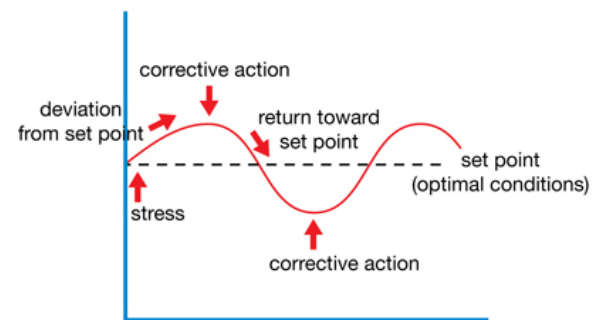 corrective action
deviation
from set point
return toward
set point
set point
(optimal conditions)
stress
corrective action